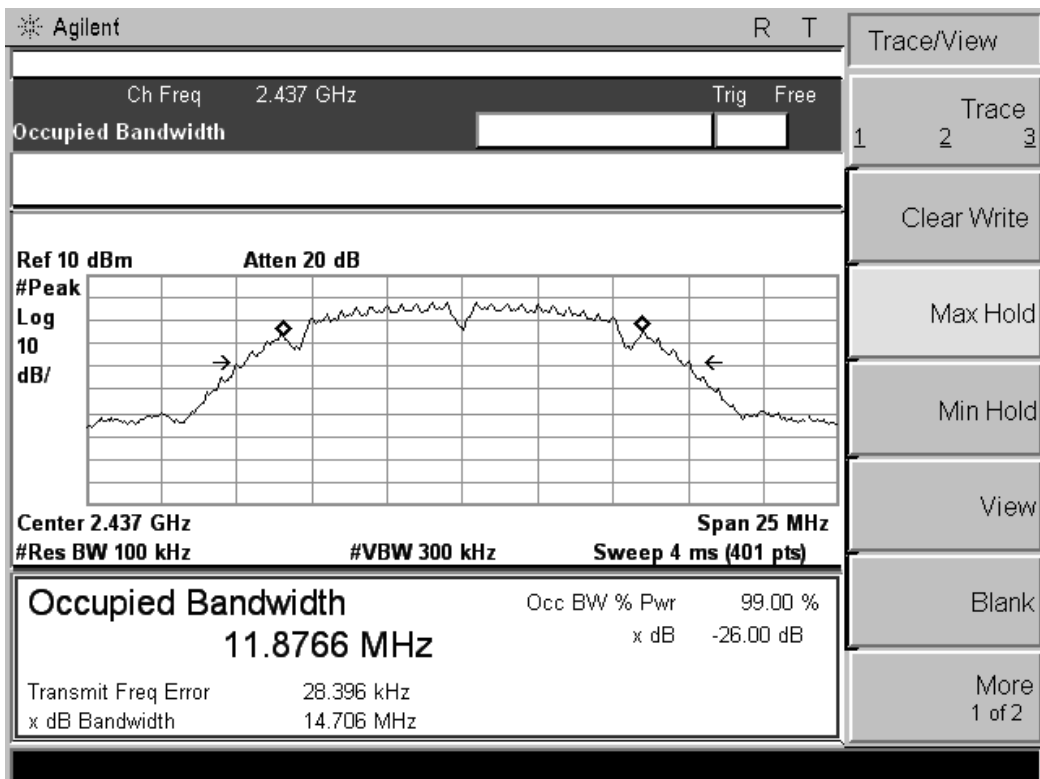 Agilent R T
Ch Freq 2.437 GHz Trig Free
Occupied Bandwidth
Ref 10 dBm Atten 20 dB
#Peak
Log
10
dB/
Center 2.437 GHz Span 25 MHz
#Res BW 100 kHz #VBW 300 kHz Sweep 4 ms (401 pts)
Occupied Bandwidth
11.8766 MHz
Occ BW % Pwr 99.00 %
x dB -26.00 dB
Transmit Freq Error 28.396 kHz
x dB Bandwidth 14.706 MHz
Trace/View
Trace
1 2 3
Clear Write
Max Hold
Min Hold
View
Blank
More
1 of 2